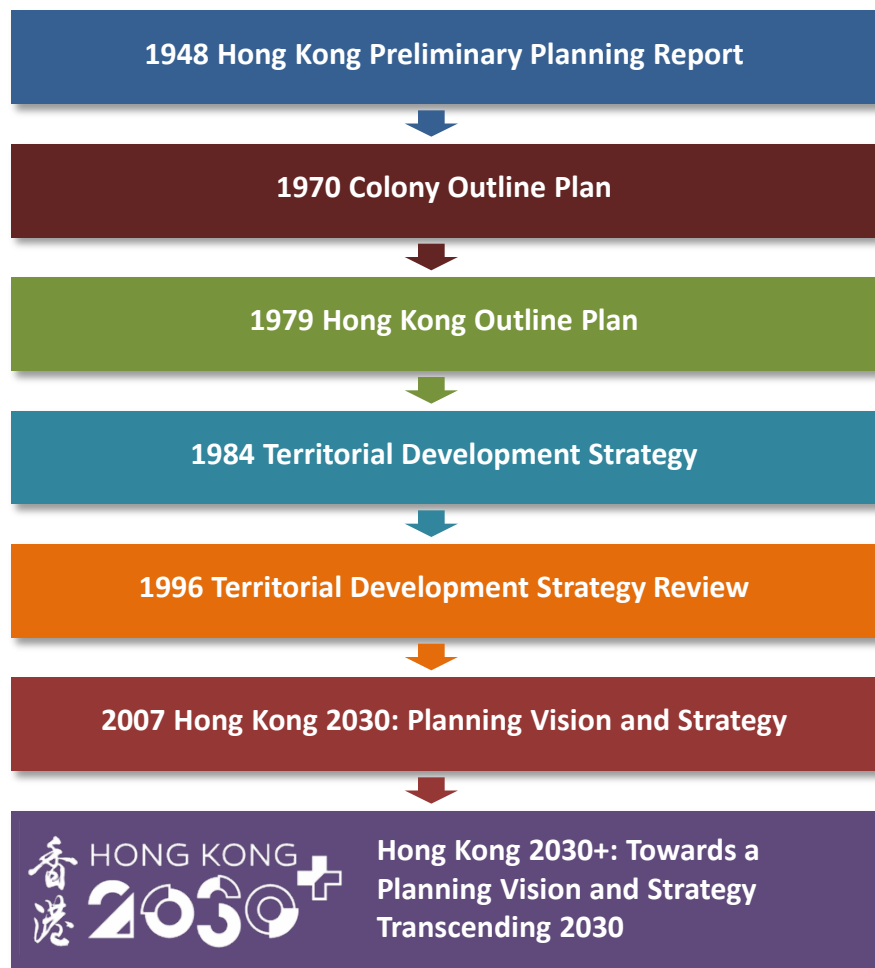 1948 Hong Kong Preliminary Planning Report
1970 Colony Outline Plan
1979 Hong Kong Outline Plan
1984 Territorial Development Strategy
1996 Territorial Development Strategy Review
2007 Hong Kong 2030: Planning Vision and Strategy
香港
HONG KONG
2030+
Hong Kong 2030+: Towards a
Planning Vision and Strategy
Transcending 2030